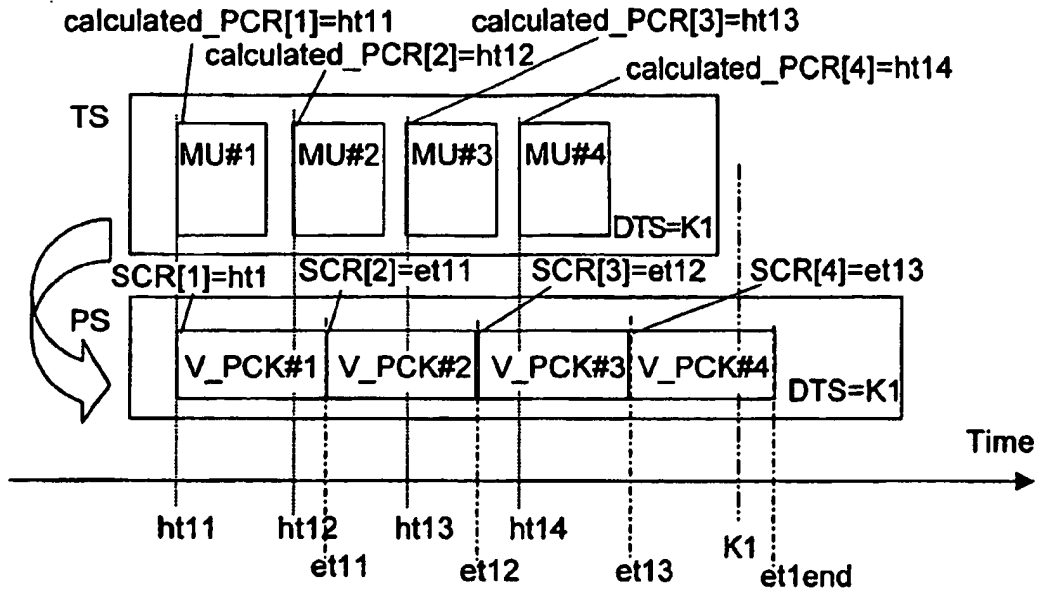 calculated_PCR[1]=ht11
calculated_PCR[3]=ht13
calculated_PCR[2]=ht12
calculated_PCR[4]=ht14
TS
MU#1
MU#2
MU#3
MU#4
DTS=K1
SCR[1]=ht1
SCR[2]=et11
SCR[3]=et12
SCR[4]=et13
PS
V_PCK#1
V_PCK#2
V_PCK#3
V_PCK#4
DTS=K1
Time
ht11
ht12
ht13
ht14
K1
et11
et12
et13
et1end